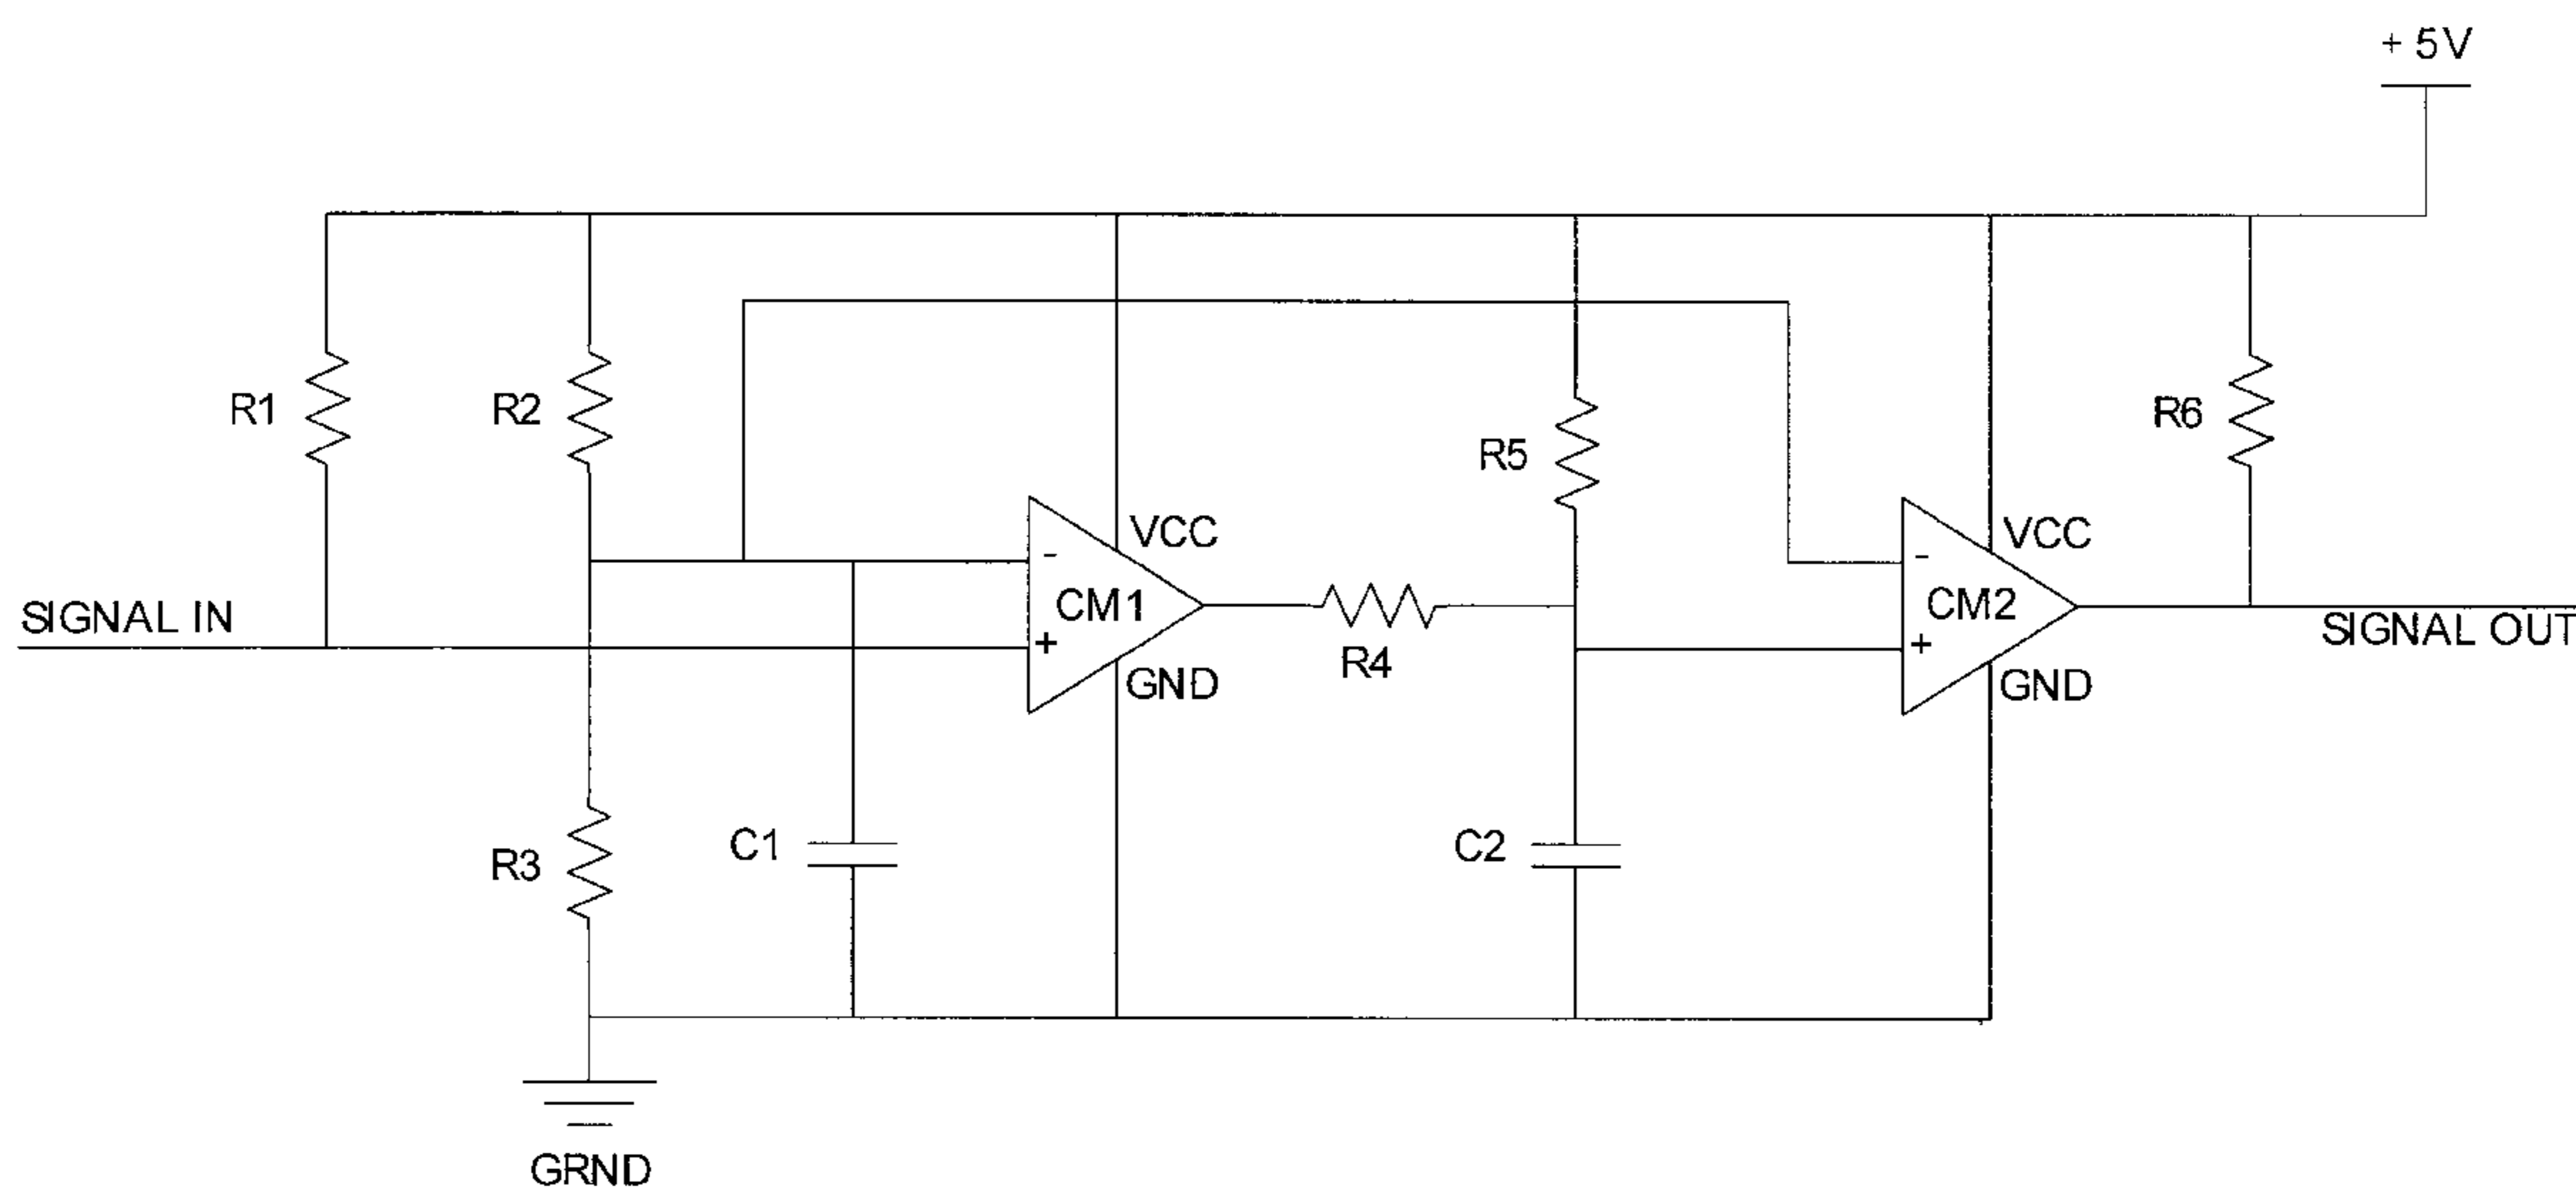 + 5V
R1
R2
R5
R6
-
VCC
CM1
+
GND
-
VCC
CM2
+
GND
SIGNAL IN
R4
SIGNAL OUT
R3
C1
C2
GRND